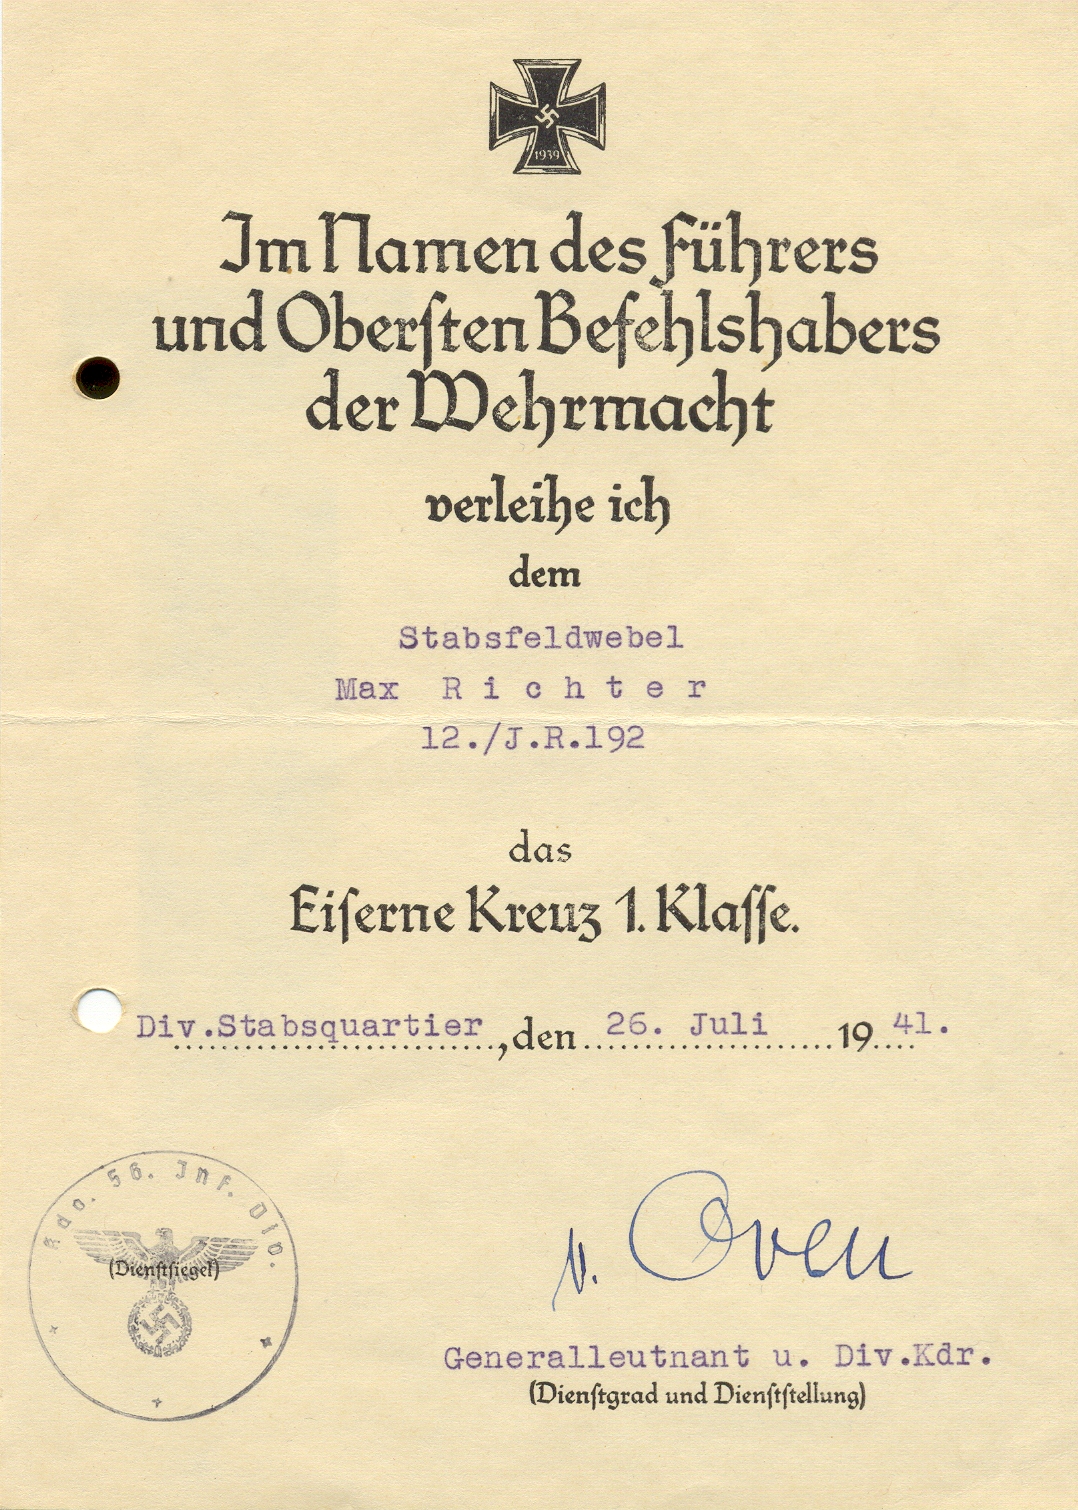 1939
Im Namen des Führers
und Oberſten Befehlshabers
der Wehrmacht
verleihe ich
dem
Stabsfeldwebel
Max R i c h t e r
12./J.R.192
das
Eiſerne Kreuz 1. Klaſſe.
Div.Stabsquartier, den 26. Juli 1941.
Kdo. 56. Inf. Div.
(Dienſtſiegel)
v. Oven
Generalleutnant u. Div.Kdr.
(Dienſtgrad und Dienſtſtellung)